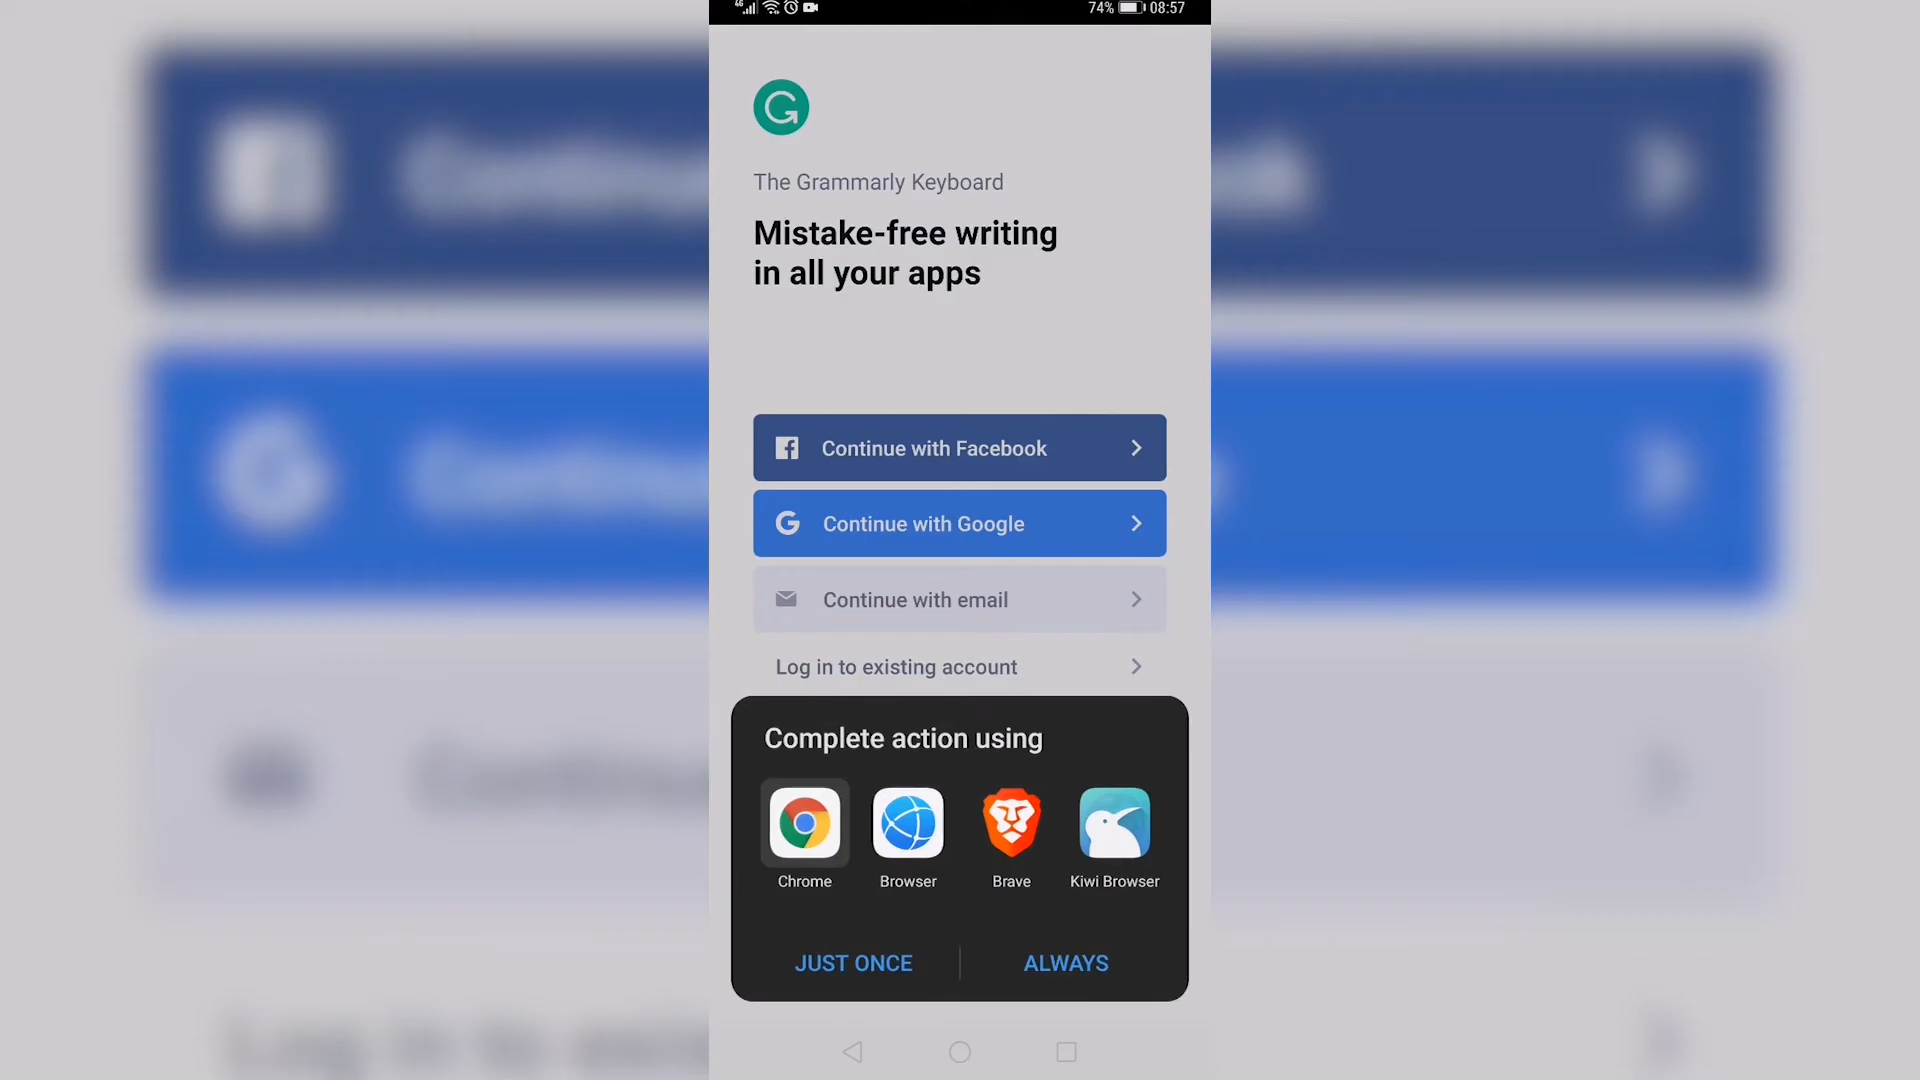 4G 74% 08:57
The Grammarly Keyboard
Mistake-free writing
in all your apps
Continue with Facebook
Continue with Google
Continue with email
Log in to existing account
Complete action using
Chrome Browser Brave Kiwi Browser
JUST ONCE ALWAYS